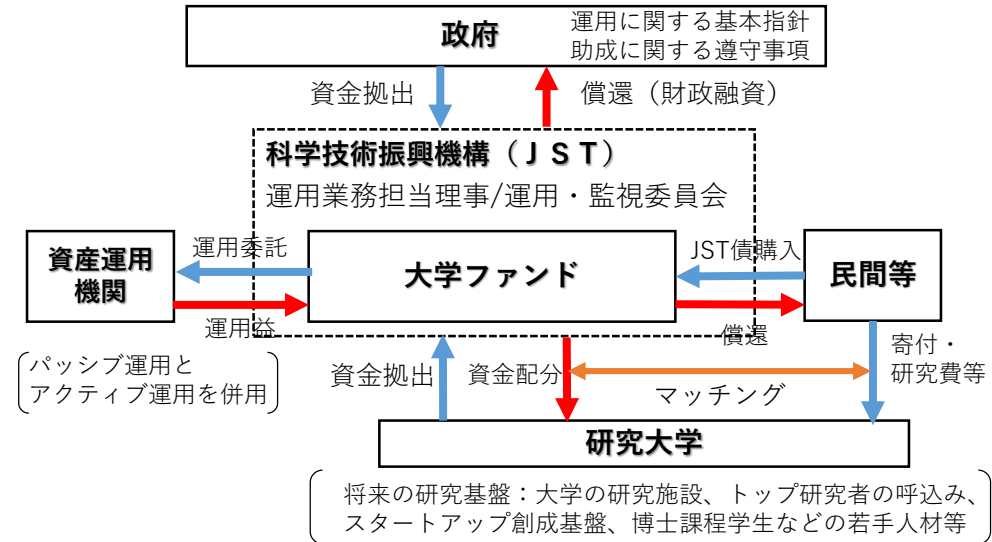 政府
運用に関する基本指針
助成に関する遵守事項
資金拠出
償還（財政融資）
科学技術振興機構（ＪＳＴ）
運用業務担当理事/運用・監視委員会
資産運用
機関
運用委託
運用益
大学ファンド
JST債購入
償還
民間等
パッシブ運用と
アクティブ運用を併用
資金拠出
資金配分
マッチング
寄付・
研究費等
研究大学
将来の研究基盤：大学の研究施設、トップ研究者の呼込み、
スタートアップ創成基盤、博士課程学生などの若手人材等